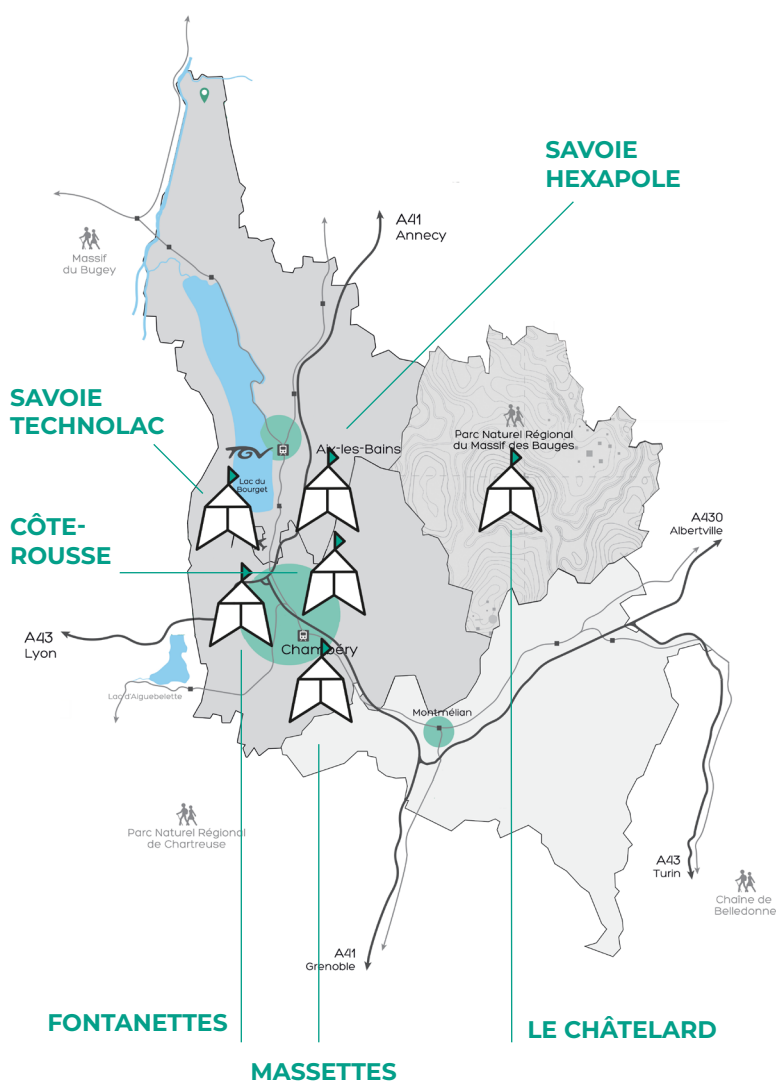 SAVOIE
HEXAPOLE
A41
Annecy
Massif
du Bugey
SAVOIE
TECHNOLAC
TGV
Aix-les-Bains
Parc Naturel Régional
du Massif des Bauges
Lac du
Bourget
CÔTE-
ROUSSE
A430
Albertville
A43
Lyon
Chambéry
Lac d'Aiguebelette
Montmélian
Parc Naturel Régional
de Chartreuse
A43
Turin
Chaîne de
Belledonne
A41
Grenoble
FONTANETTES
LE CHÂTELARD
MASSETTES